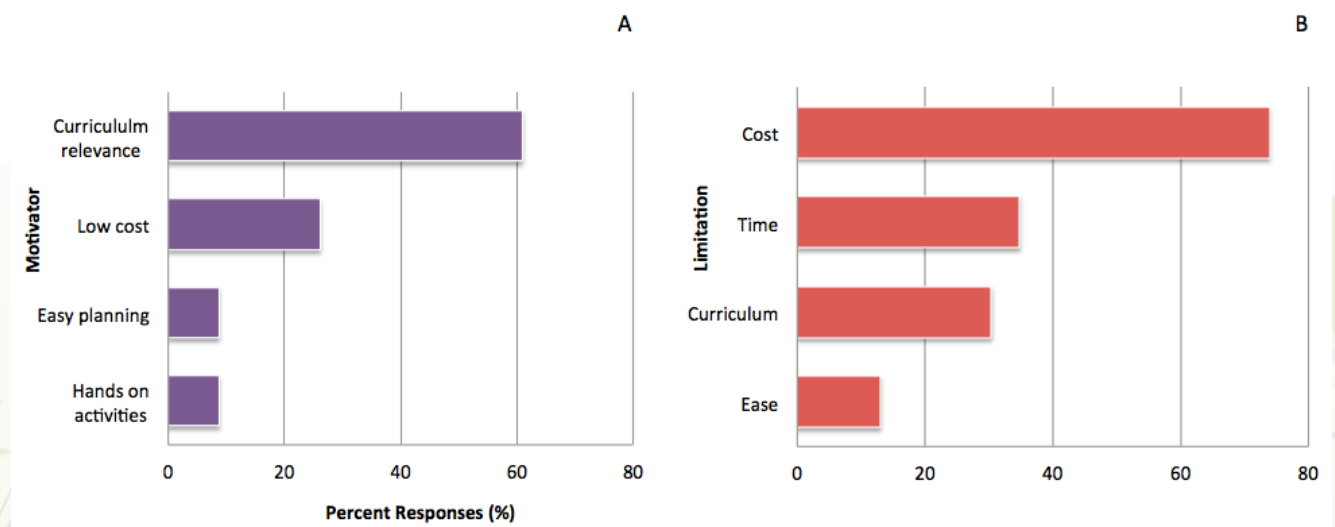 A
Curricululm
relevance
Low cost
Easy planning
Hands on
activities
Motivator
0 20 40 60 80
Percent Responses (%)
B
Cost
Time
Curriculum
Ease
Limitation
0 20 40 60 80